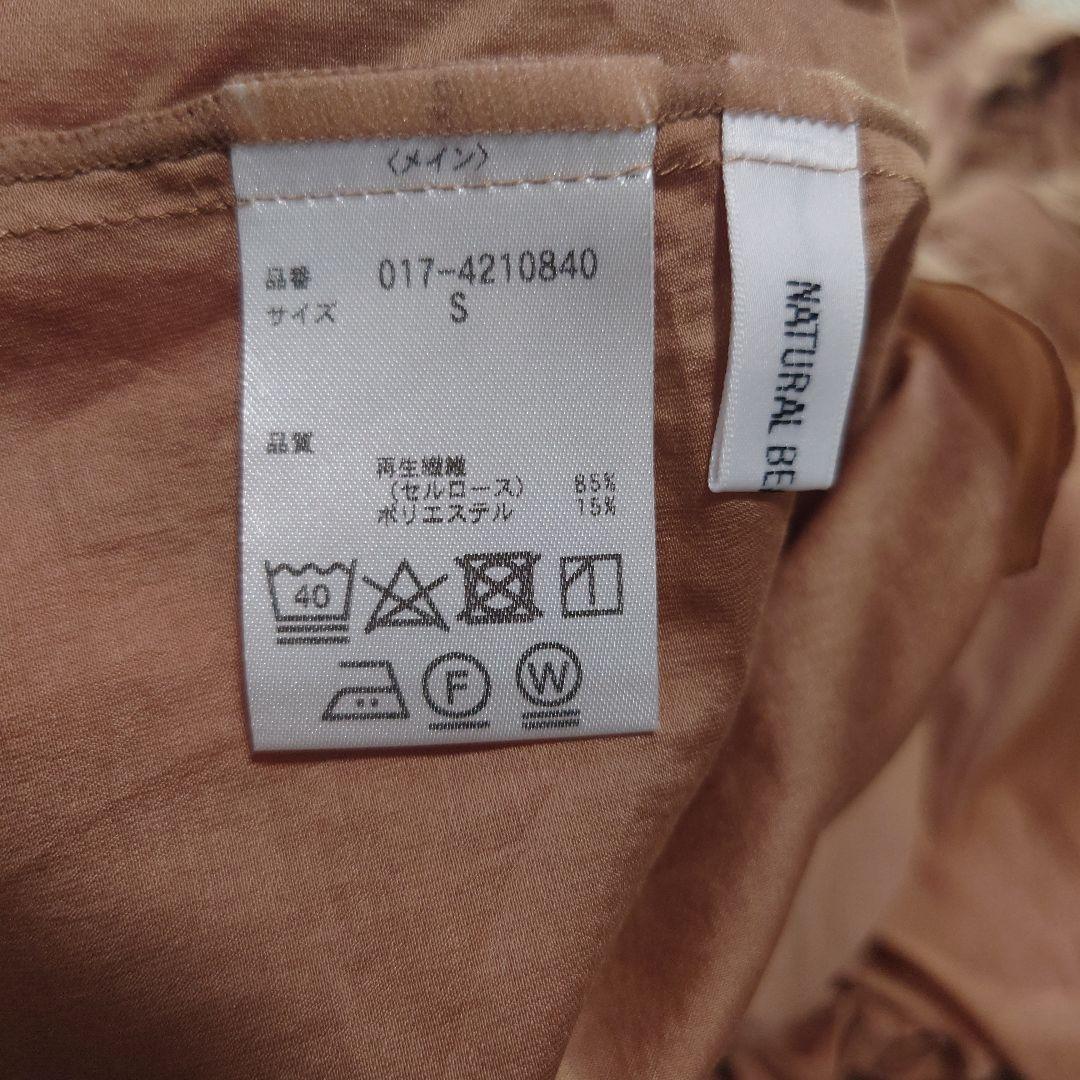 〈メイン〉
品番 017-4210840
サイズ S
品質
再生繊維
(セルロース) 85%
ポリエステル 15%
40
F
W
NATURAL BE